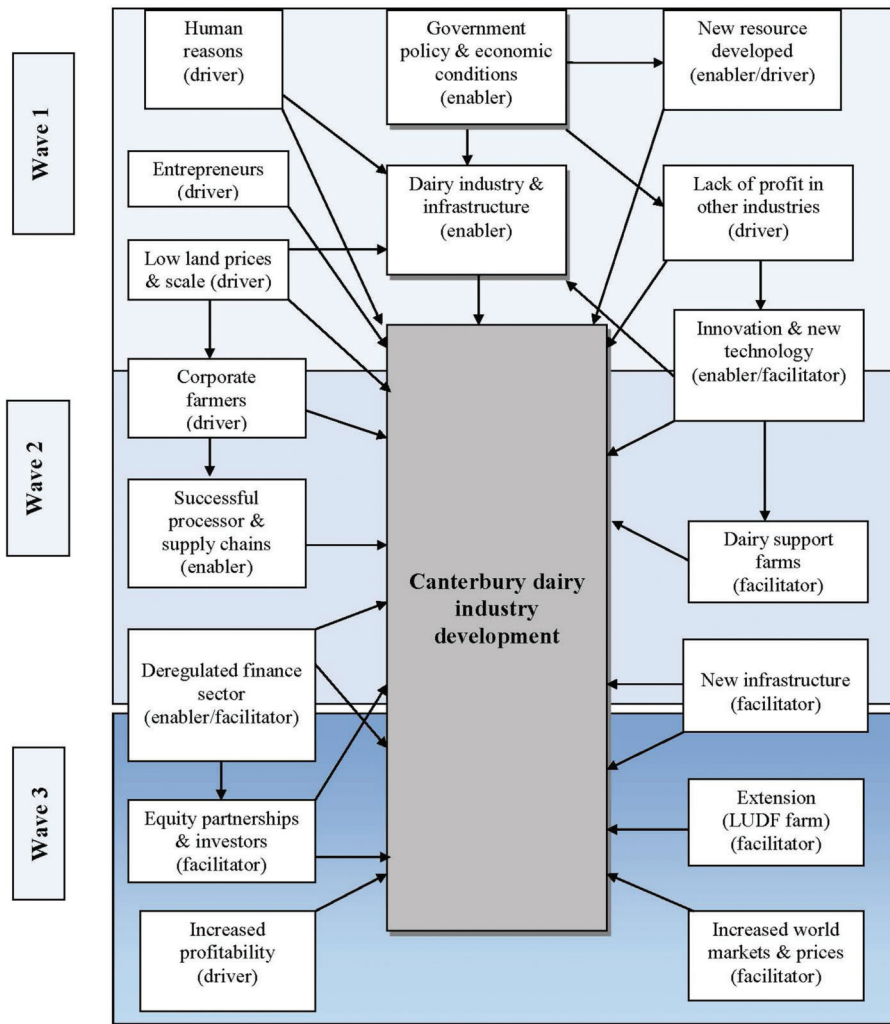 Wave 1
Human
reasons
(driver)
Government
policy & economic
conditions
(enabler)
New resource
developed
(enabler/driver)
Entrepreneurs
(driver)
Dairy industry &
infrastructure
(enabler)
Lack of profit in
other industries
(driver)
Low land prices
& scale (driver)
Innovation & new
technology
(enabler/facilitator)
Wave 2
Corporate
farmers
(driver)
Successful
processor &
supply chains
(enabler)
Dairy support
farms
(facilitator)
Canterbury dairy
industry
development
Deregulated finance
sector
(enabler/facilitator)
New infrastructure
(facilitator)
Wave 3
Equity partnerships
& investors
(facilitator)
Extension
(LUDF farm)
(facilitator)
Increased
profitability
(driver)
Increased world
markets & prices
(facilitator)